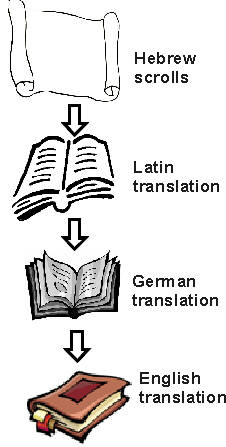 Hebrew
scrolls
Latin
translation
German
translation
English
translation